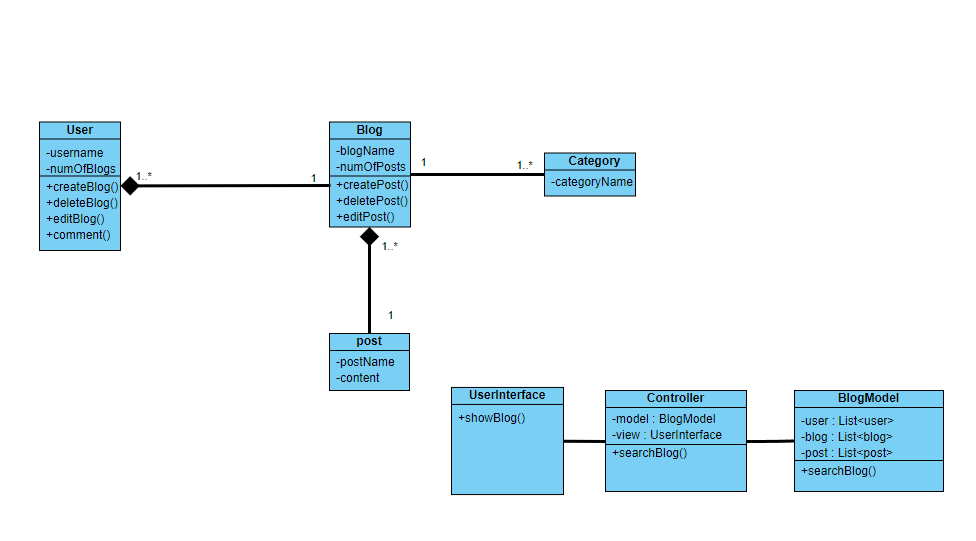 User
-username
-numOfBlogs
+createBlog()
+deleteBlog()
+editBlog()
+comment()
1..*
1
Blog
-blogName
-numOfPosts
+createPost()
+deletePost()
+editPost()
1
1..*
Category
-categoryName
1..*
1
post
-postName
-content
UserInterface
+showBlog()
Controller
-model : BlogModel
-view : UserInterface
+searchBlog()
BlogModel
-user : List<user>
-blog : List<blog>
-post : List<post>
+searchBlog()